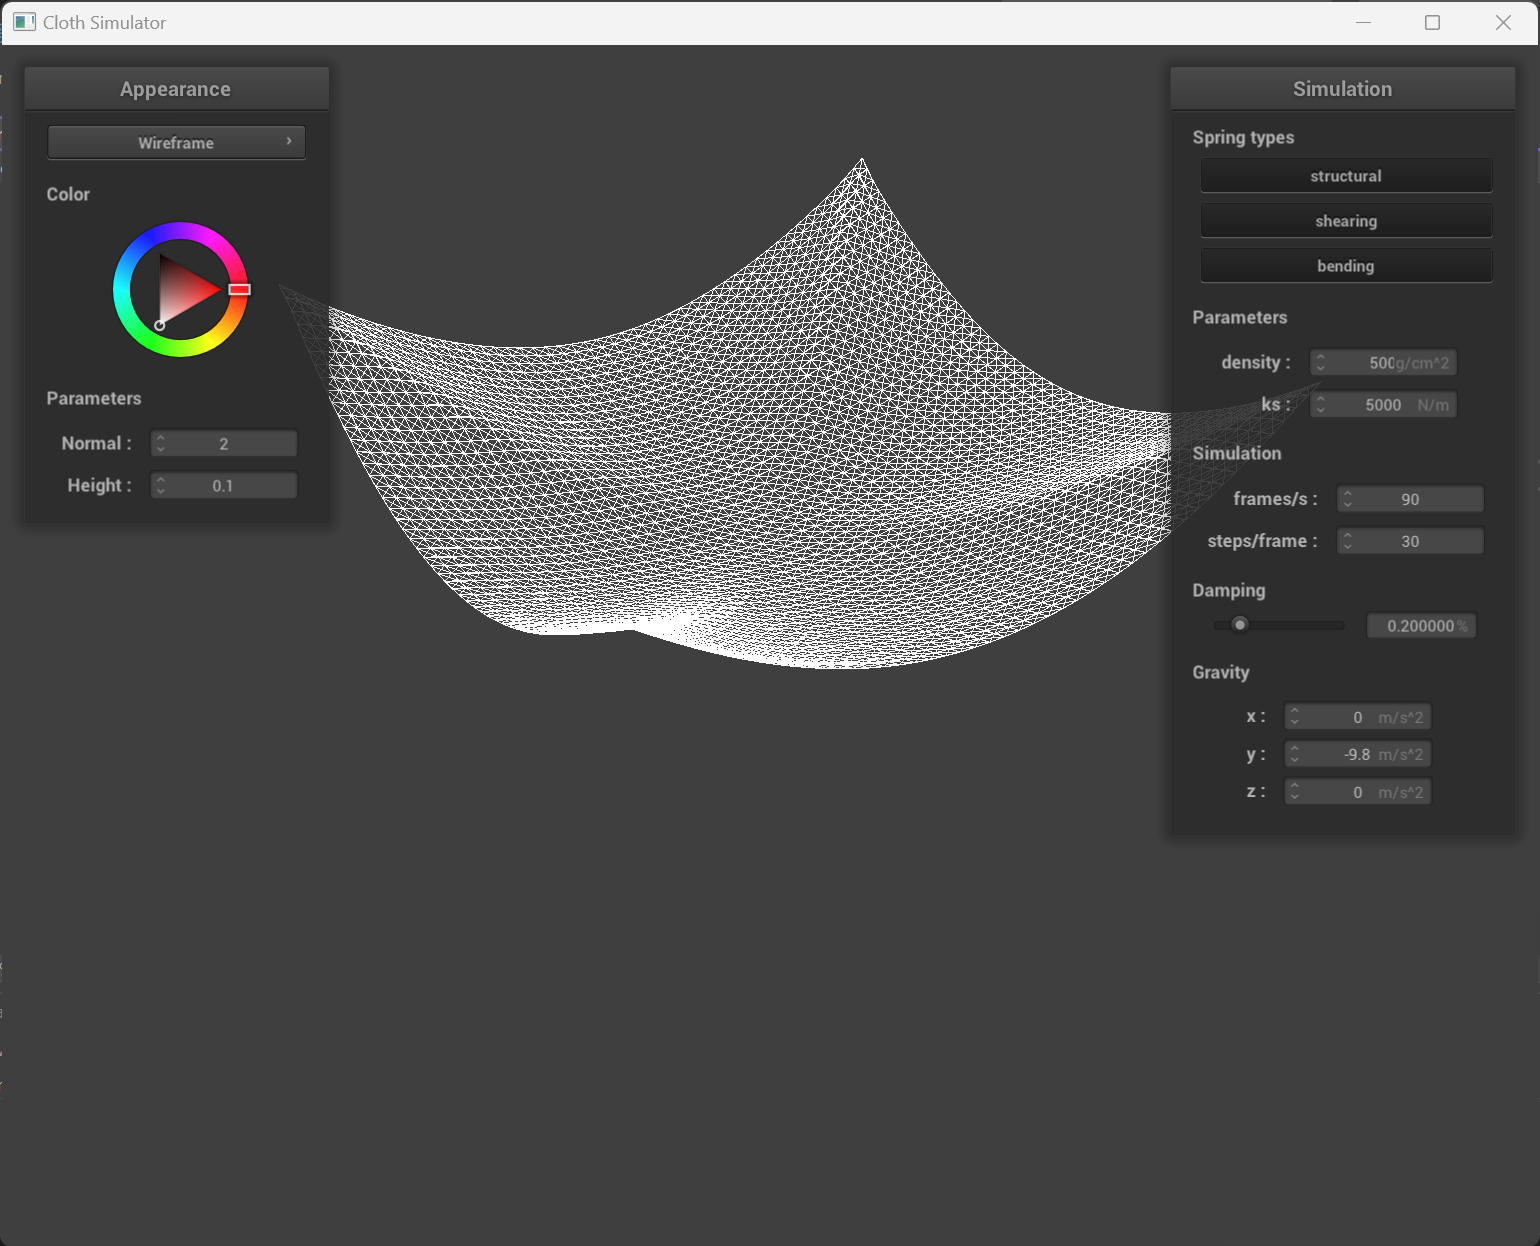 Cloth Simulator
Appearance
Wireframe
Color
Parameters
Normal : 2
Height : 0.1
Simulation
Spring types
structural
shearing
bending
Parameters
density : 500 g/cm^2
ks : 5000 N/m
Simulation
frames/s : 90
steps/frame : 30
Damping
0.200000 %
Gravity
x : 0 m/s^2
y : -9.8 m/s^2
z : 0 m/s^2